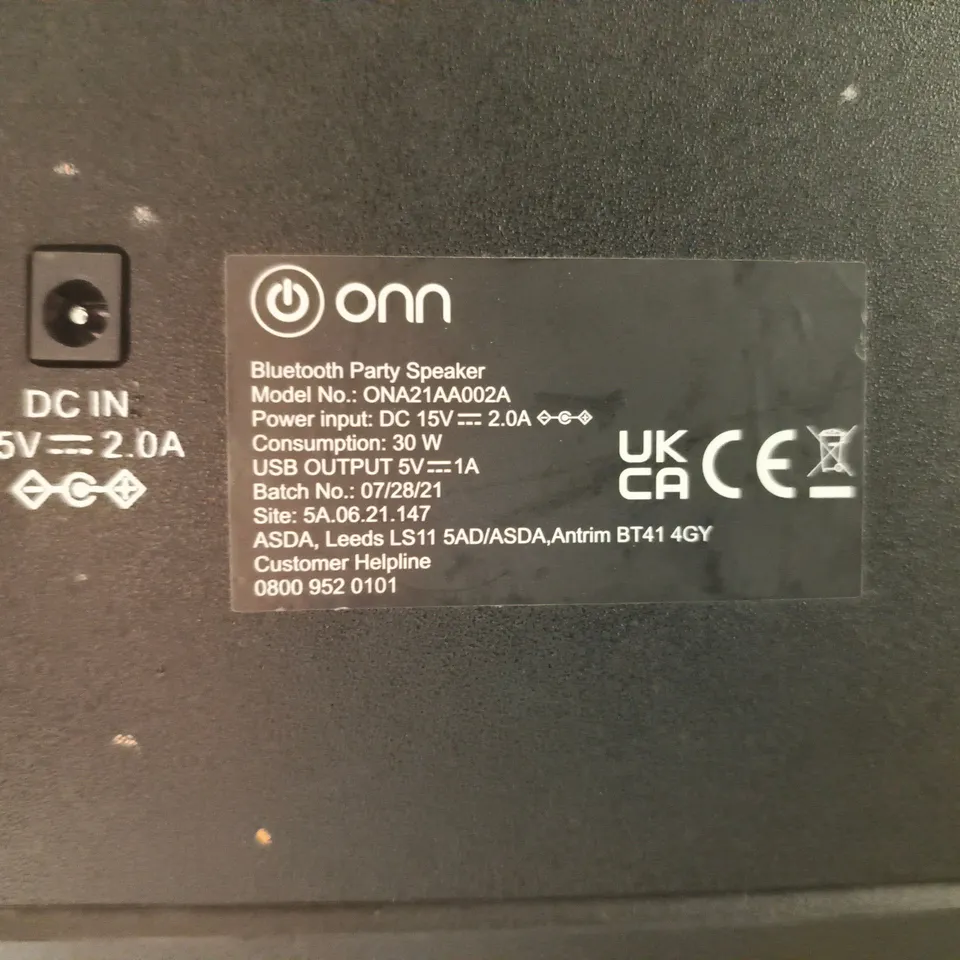 DC IN
5V⎓2.0A
onn
Bluetooth Party Speaker
Model No.: ONA21AA002A
Power input: DC 15V⎓ 2.0A
Consumption: 30 W
USB OUTPUT 5V⎓1A
Batch No.: 07/28/21
Site: 5A.06.21.147
ASDA, Leeds LS11 5AD/ASDA,Antrim BT41 4GY
Customer Helpline
0800 952 0101
UK
CA
CE